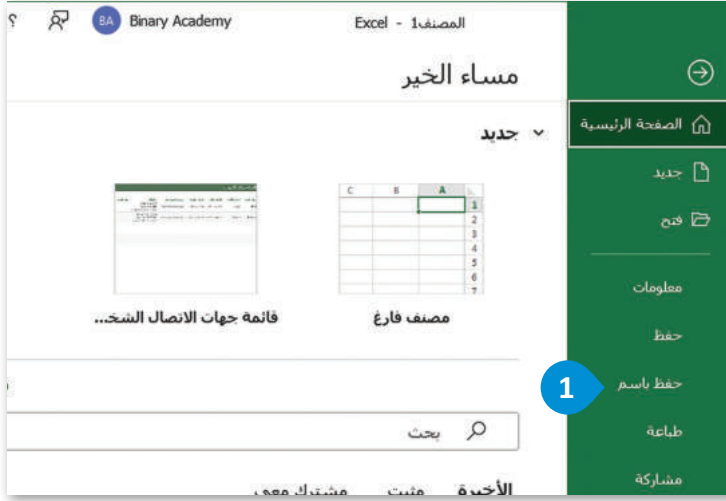 المصنف1 - Excel
Binary Academy
BA
؟
مساء الخير
الصفحة الرئيسية
جديد
فتح
معلومات
حفظ
حفظ باسم
1
طباعة
مشاركة
جديد
A B C
1
2
3
4
5
6
7
مصنف فارغ
قائمة جهات الاتصال الشخـ...
بحث
الأخيرة مثبت مشترك معي